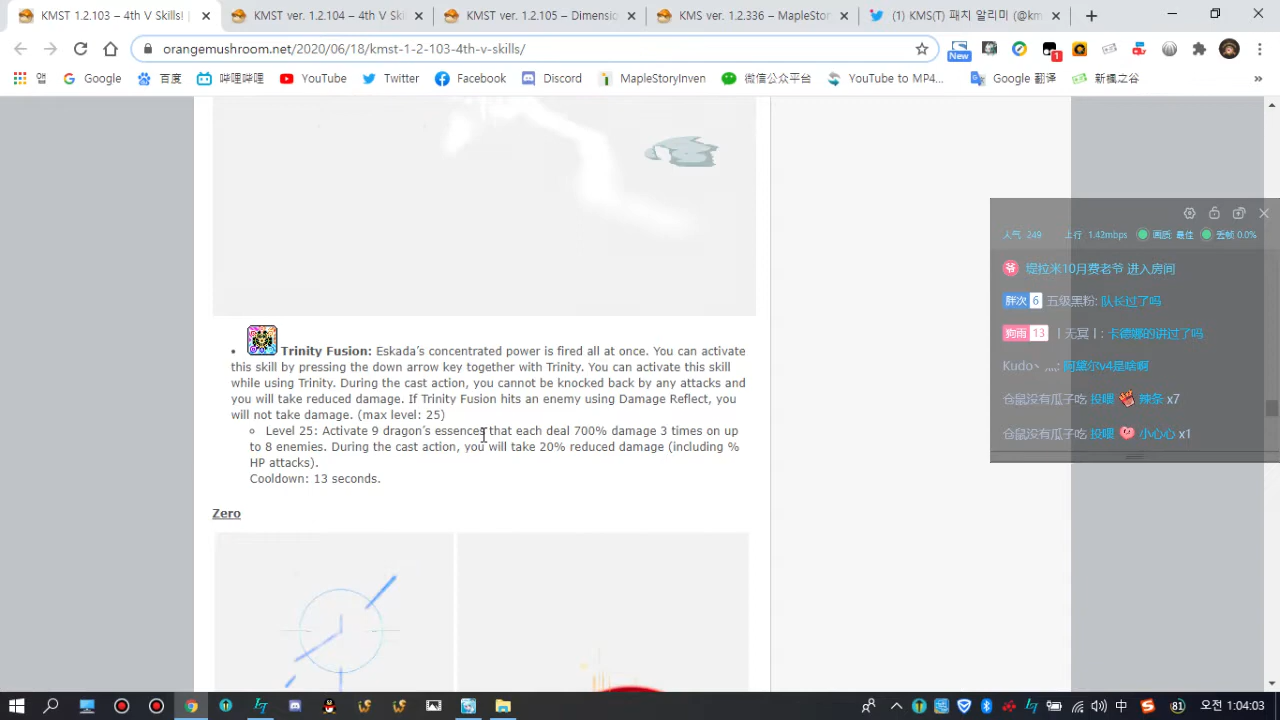 KMST 1.2.103 – 4th V Skills!
KMST ver. 1.2.104 – 4th V Ski
KMST ver. 1.2.105 – Dimensio
KMS ver. 1.2.336 – MapleStor
(1) KMS(T) 패치 알리미 (@km
orangemushroom.net/2020/06/18/kmst-1-2-103-4th-v-skills/
New
1
앱
Google
百度
哔哩哔哩
YouTube
Twitter
Facebook
Discord
MapleStoryInven
微信公众平台
YouTube to MP4...
Google 翻译
新楓之谷
»
人气 249 上行 1.42mbps 画质 最佳 丢帧 0.0%
爷 缇拉米10月费老爷 进入房间
胖次 6 五级黑粉: 队长过了吗
狗雨 13 丨无冥丨: 卡德娜的讲过了吗
阿黛尔v4是啥啊
仓鼠没有瓜子吃 投喂 辣条 x7
仓鼠没有瓜子吃 投喂 小心心 x1
• Trinity Fusion: Eskada's concentrated power is fired all at once. You can activate
this skill by pressing the down arrow key together with Trinity. You can activate this skill
while using Trinity. During the cast action, you cannot be knocked back by any attacks and
you will take reduced damage. If Trinity Fusion hits an enemy using Damage Reflect, you
will not take damage. (max level: 25)
Level 25: Activate 9 dragon's essences that each deal 700% damage 3 times on up
to 8 enemies. During the cast action, you will take 20% reduced damage (including %
HP attacks).
Cooldown: 13 seconds.
Zero
中
오전 1:04:03